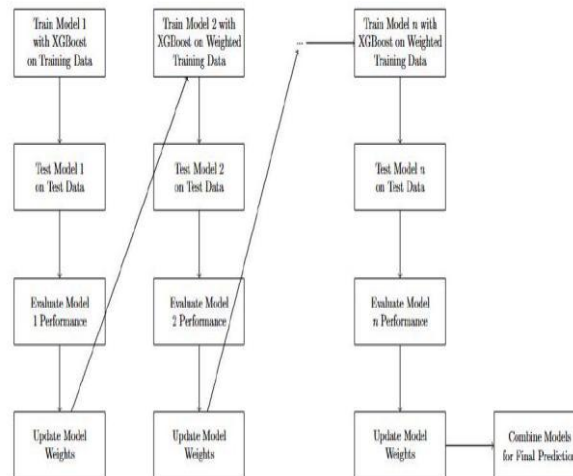 Train Model 1
with XGBoost
on Training Data
Test Model 1
on Test Data
Evaluate Model
1 Performance
Update Model
Weights
Train Model 2 with
XGBoost on Weighted
Training Data
Test Model 2
on Test Data
Evaluate Model
2 Performance
Update Model
Weights
...
Train Model n with
XGBoost on Weighted
Training Data
Test Model n
on Test Data
Evaluate Model
n Performance
Update Model
Weights
Combine Models
for Final Prediction